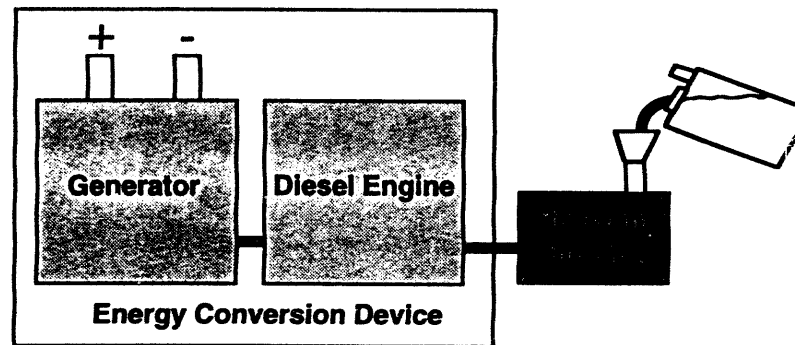 + -
Generator
Diesel Engine
Energy Conversion Device